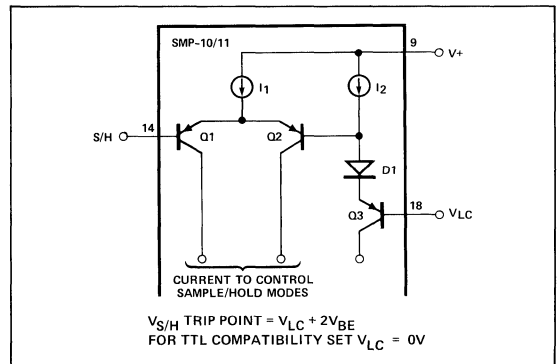 SMP-10/11
9
V+
I1
I2
S/H
14
Q1
Q2
D1
Q3
18
VLC
CURRENT TO CONTROL
SAMPLE/HOLD MODES
VS/H TRIP POINT = VLC + 2VBE
FOR TTL COMPATIBILITY SET VLC = 0V